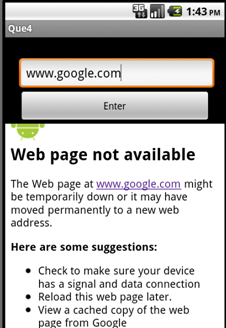 3G
1:43 PM
Que4
www.google.com
Enter
Web page not available
The Web page at www.google.com might
be temporarily down or it may have
moved permanently to a new web
address.
Here are some suggestions:
• Check to make sure your device
has a signal and data connection
• Reload this web page later.
• View a cached copy of the web
page from Google